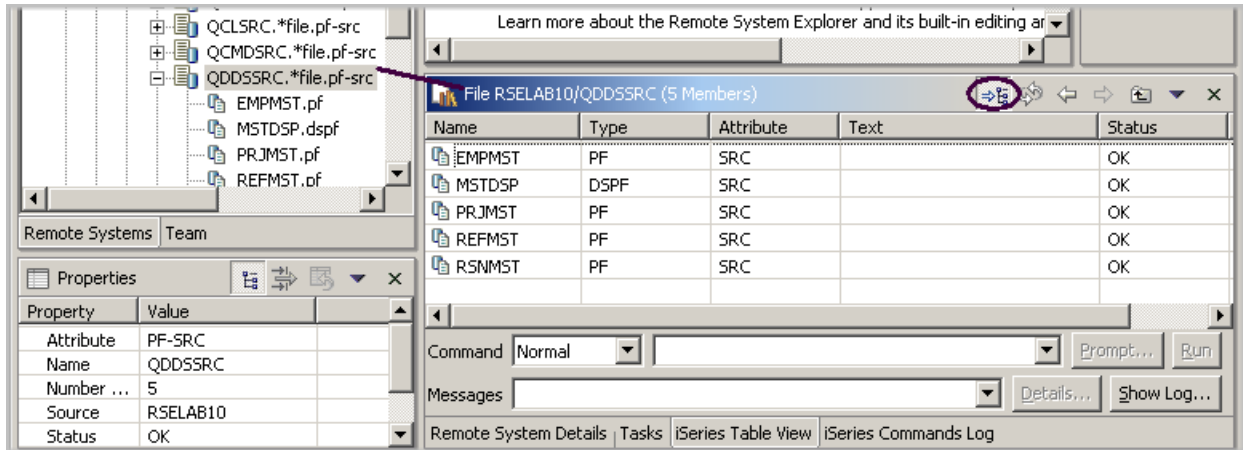 QCLSRC.*file.pf-src
QCMDSRC.*file.pf-src
QDDSSRC.*file.pf-src
EMPMST.pf
MSTDSP.dspf
PRJMST.pf
REFMST.pf
Remote Systems Team
Properties
Property Value
Attribute PF-SRC
Name QDDSSRC
Number ... 5
Source RSELAB10
Status OK
Learn more about the Remote System Explorer and its built-in editing ar
File RSELAB10/QDDSSRC (5 Members)
Name Type Attribute Text Status
EMPMST PF SRC OK
MSTDSP DSPF SRC OK
PRJMST PF SRC OK
REFMST PF SRC OK
RSNMST PF SRC OK
Command Normal Prompt... Run
Messages Details... Show Log...
Remote System Details Tasks iSeries Table View iSeries Commands Log